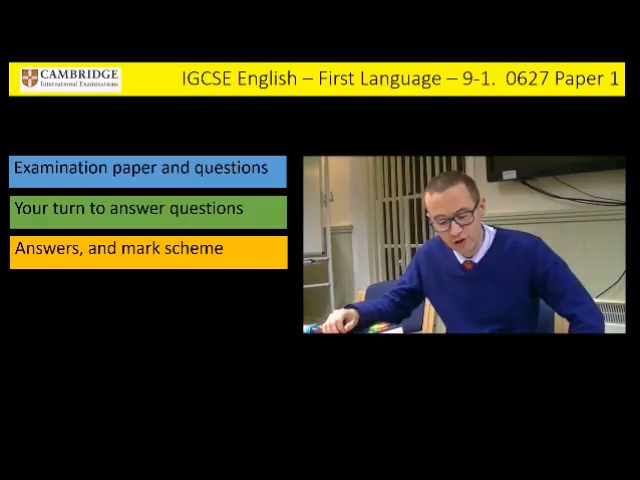 CAMBRIDGE
International Examinations
IGCSE English – First Language – 9-1. 0627 Paper 1
Examination paper and questions
Your turn to answer questions
Answers, and mark scheme